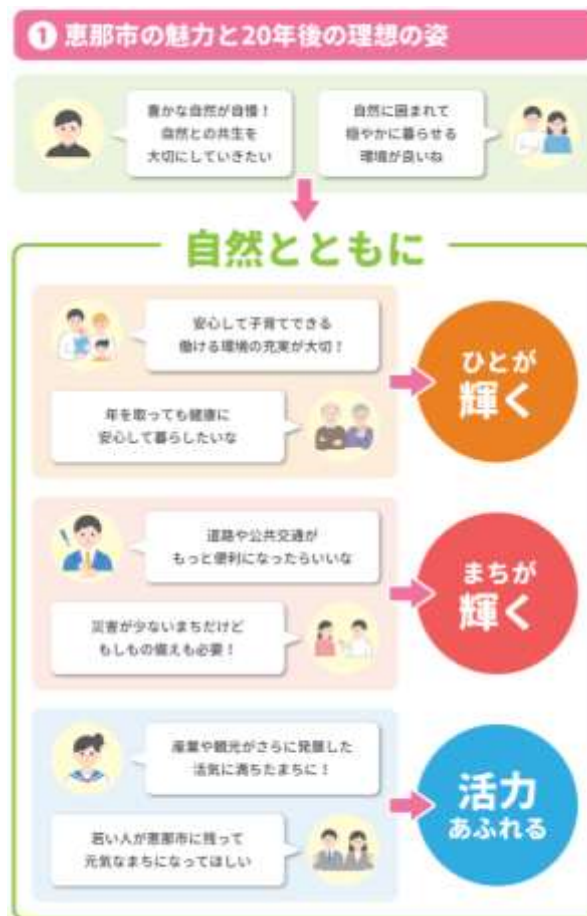 1 恵那市の魅力と20年後の理想の姿
豊かな自然が自慢！
自然との共生を
大切にしていきたい
自然に囲まれて
穏やかに暮らせる
環境が良いね
自然とともに
安心して子育てできる
働ける環境の充実が大切！
年を取っても健康に
安心して暮らしたいな
ひとが
輝く
道路や公共交通が
もっと便利になったらいいな
災害が少ないまちだけど
もしもの備えも必要！
まちが
輝く
産業や観光がさらに発展した
活気に満ちたまちに！
若い人が恵那市に残って
元気なまちになってほしい
活力
あふれる